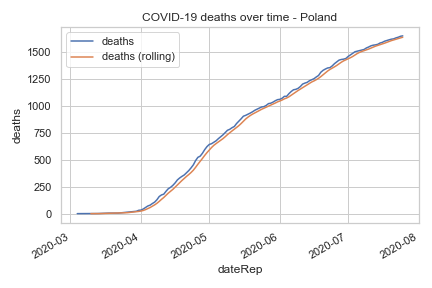 COVID-19 deaths over time - Poland
deaths
deaths (rolling)
1500
1250
1000
750
500
250
0
deaths
2020-03
2020-04
2020-05
2020-06
2020-07
2020-08
dateRep